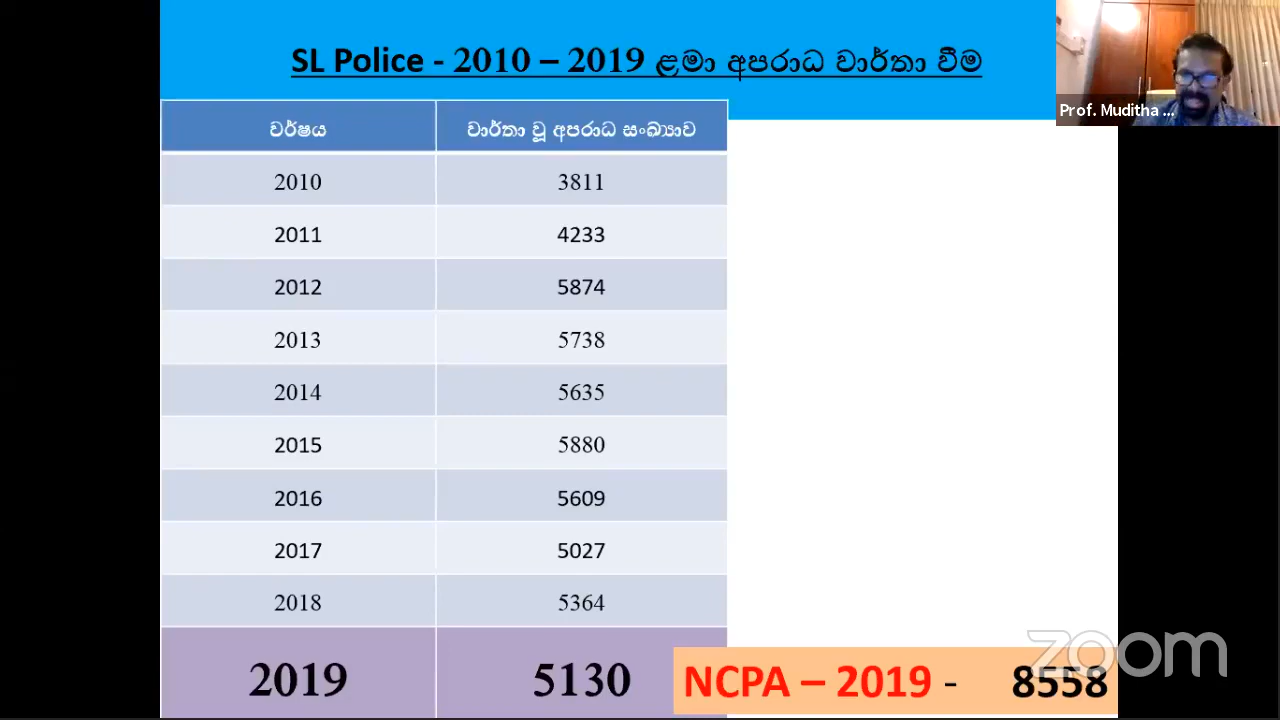 SL Police - 2010 – 2019 ළමා අපරාධ වාර්තා වීම
Prof. Muditha ...
වර්ෂය වාර්තා වූ අපරාධ සංඛ්‍යාව
2010 3811
2011 4233
2012 5874
2013 5738
2014 5635
2015 5880
2016 5609
2017 5027
2018 5364
2019 5130
NCPA – 2019 - 8558
zoom